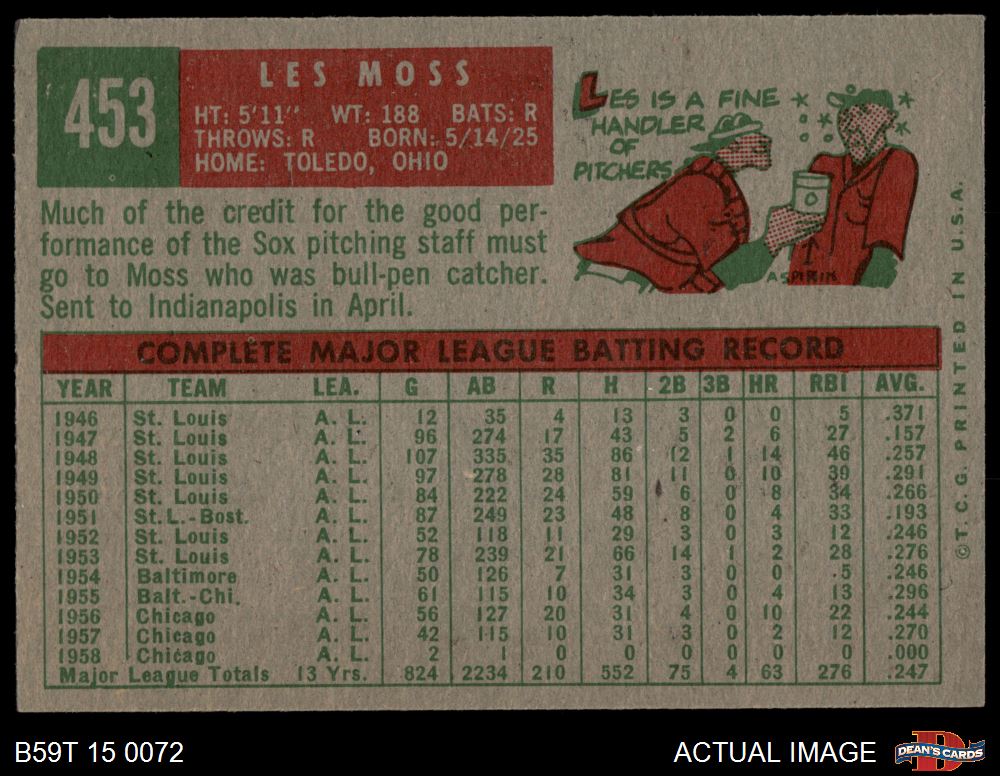 453
LES MOSS
HT: 5'11" WT: 188 BATS: R
THROWS: R BORN: 5/14/25
HOME: TOLEDO, OHIO
LES IS A FINE
HANDLER
OF
PITCHERS
ASPIRIN
Much of the credit for the good per-
formance of the Sox pitching staff must
go to Moss who was bull-pen catcher.
Sent to Indianapolis in April.
COMPLETE MAJOR LEAGUE BATTING RECORD
YEAR TEAM LEA. G AB R H 2B 3B HR RBI AVG.
1946 St. Louis A. L. 12 35 4 13 3 0 0 5 .371
1947 St. Louis A. L. 96 274 17 43 5 2 6 27 .157
1948 St. Louis A. L. 107 335 35 86 12 1 14 46 .257
1949 St. Louis A. L. 97 278 28 81 11 0 10 39 .291
1950 St. Louis A. L. 84 222 24 59 6 0 8 34 .266
1951 St. L.-Bost. A. L. 87 249 23 48 8 0 4 33 .193
1952 St. Louis A. L. 52 118 11 29 3 0 3 12 .246
1953 St. Louis A. L. 78 239 21 66 14 1 2 28 .276
1954 Baltimore A. L. 50 126 7 31 3 0 0 5 .246
1955 Balt.-Chi. A. L. 61 115 10 34 3 0 4 13 .296
1956 Chicago A. L. 56 127 20 31 4 0 10 22 .244
1957 Chicago A. L. 42 115 10 31 3 0 2 12 .270
1958 Chicago A. L. 2 1 0 0 0 0 0 0 .000
Major League Totals 13 Yrs. 824 2234 210 552 75 4 63 276 .247
©T. C. G. PRINTED IN U.S.A.
B59T 15 0072
ACTUAL IMAGE
DEAN'S CARDS